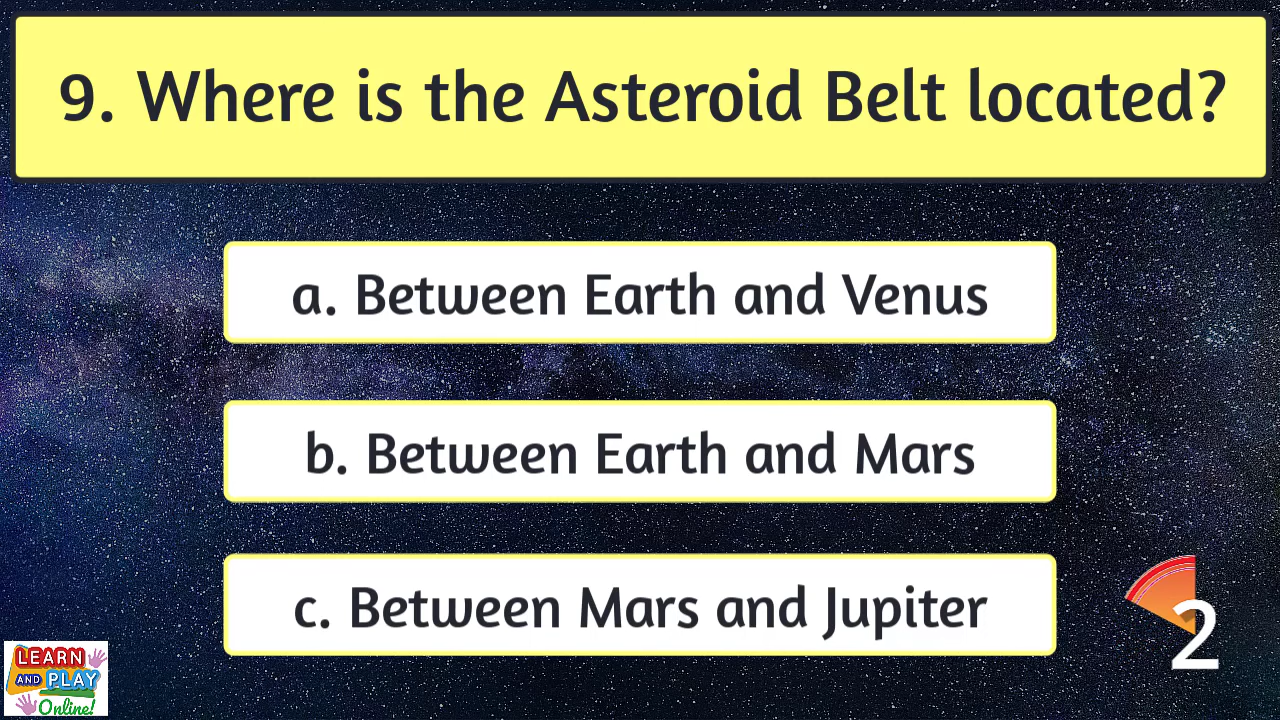 9. Where is the Asteroid Belt located?
a. Between Earth and Venus
b. Between Earth and Mars
c. Between Mars and Jupiter
2
LEARN
AND PLAY
Online!